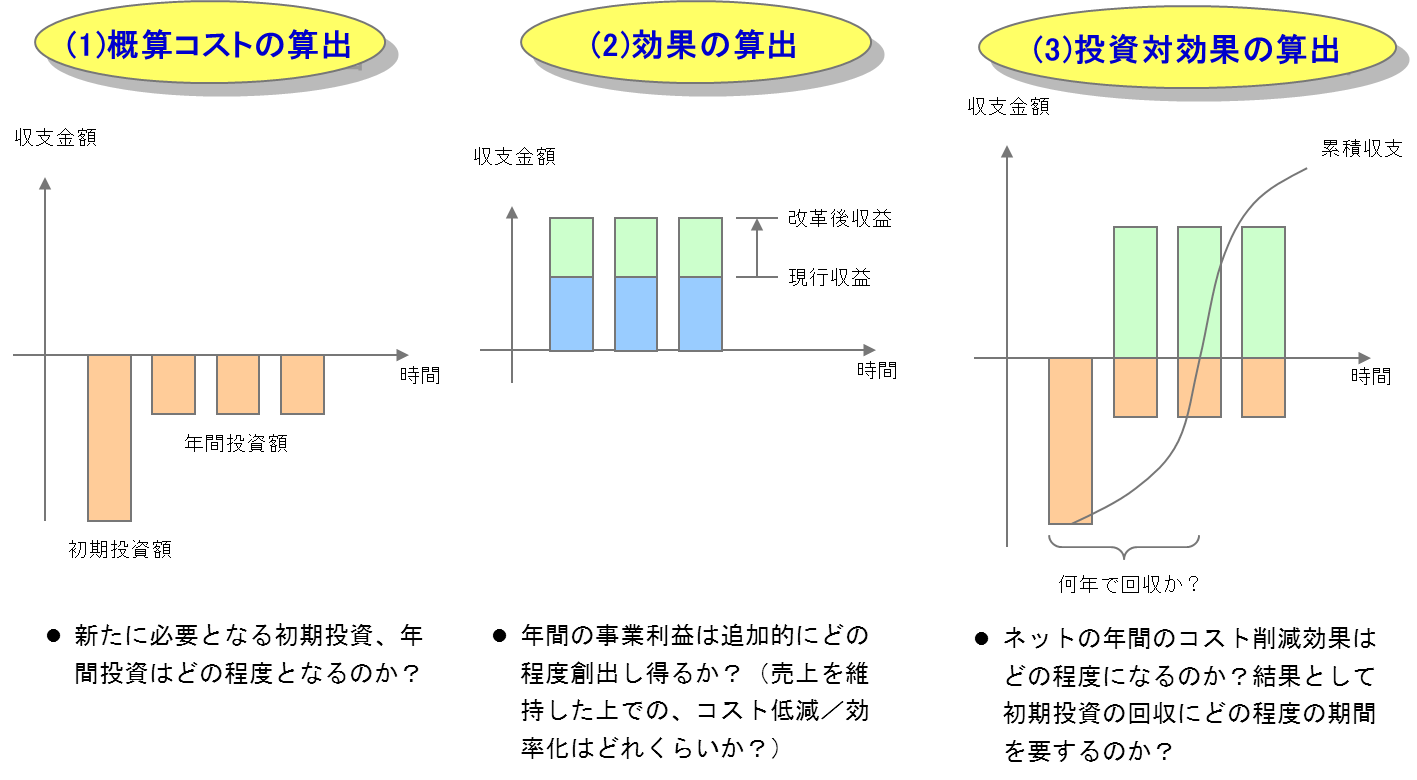 (1)概算コストの算出
収支金額
時間
年間投資額
初期投資額
● 新たに必要となる初期投資、年
間投資はどの程度となるのか？
(2)効果の算出
収支金額
改革後収益
現行収益
時間
● 年間の事業利益は追加的にどの
程度創出し得るか？（売上を維
持した上での、コスト低減／効
率化はどれくらいか？）
(3)投資対効果の算出
収支金額
累積収支
時間
何年で回収か？
● ネットの年間のコスト削減効果は
どの程度になるのか？結果として
初期投資の回収にどの程度の期間
を要するのか？